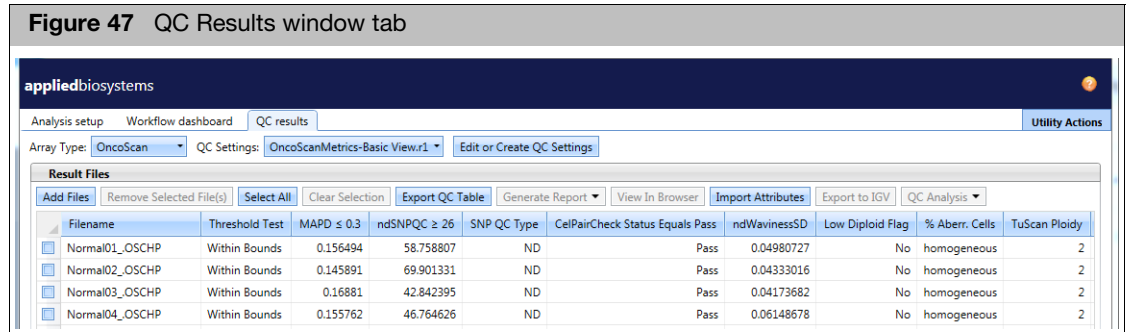 Figure 47 QC Results window tab
appliedbiosystems
Analysis setup Workflow dashboard QC results Utility Actions
Array Type: OncoScan QC Settings: OncoScanMetrics-Basic View.r1 Edit or Create QC Settings
Result Files
Add Files Remove Selected File(s) Select All Clear Selection Export QC Table Generate Report View In Browser Import Attributes Export to IGV QC Analysis
Filename Threshold Test MAPD ≤ 0.3 ndSNPQC ≥ 26 SNP QC Type CelPairCheck Status Equals Pass ndWavinessSD Low Diploid Flag % Aberr. Cells TuScan Ploidy
Normal01_.OSCHP Within Bounds 0.156494 58.758807 ND Pass 0.04980727 No homogeneous 2
Normal02_.OSCHP Within Bounds 0.145891 69.901331 ND Pass 0.04333016 No homogeneous 2
Normal03_.OSCHP Within Bounds 0.16881 42.842395 ND Pass 0.04173682 No homogeneous 2
Normal04_.OSCHP Within Bounds 0.155762 46.764626 ND Pass 0.06148678 No homogeneous 2